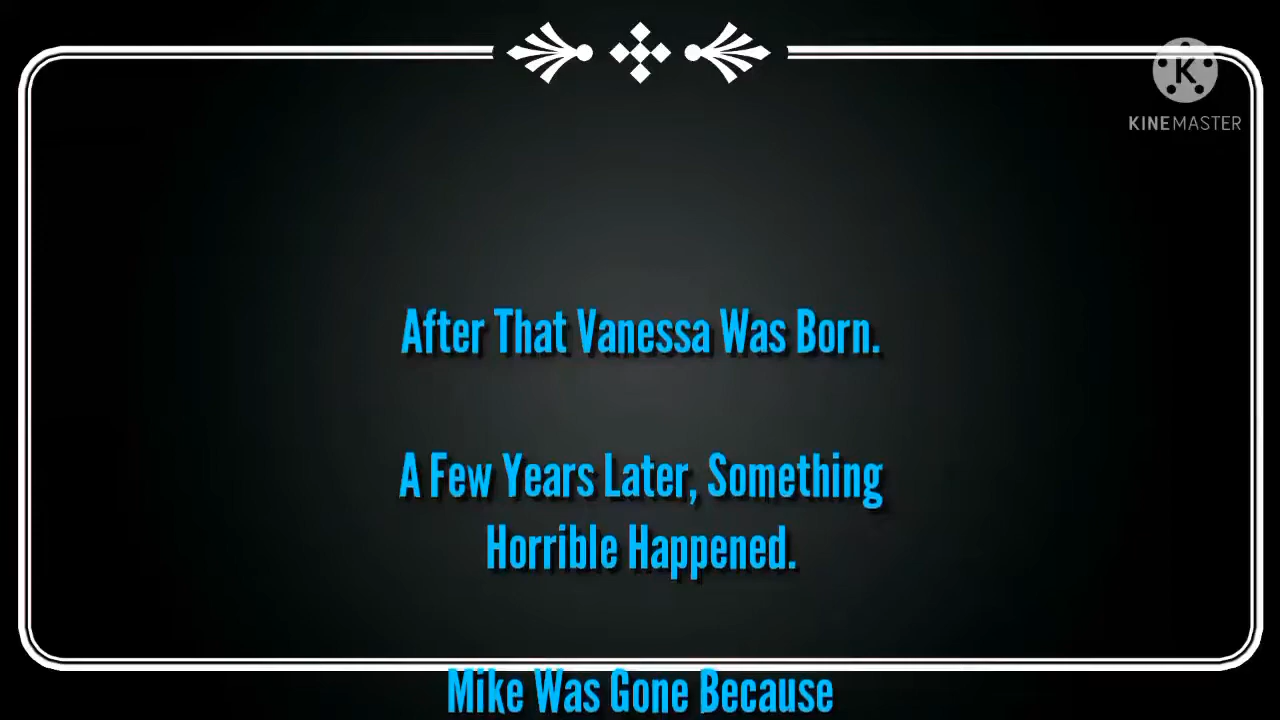 K
KINEMASTER
After That Vanessa Was Born.
A Few Years Later, Something
Horrible Happened.
Mike Was Gone Because